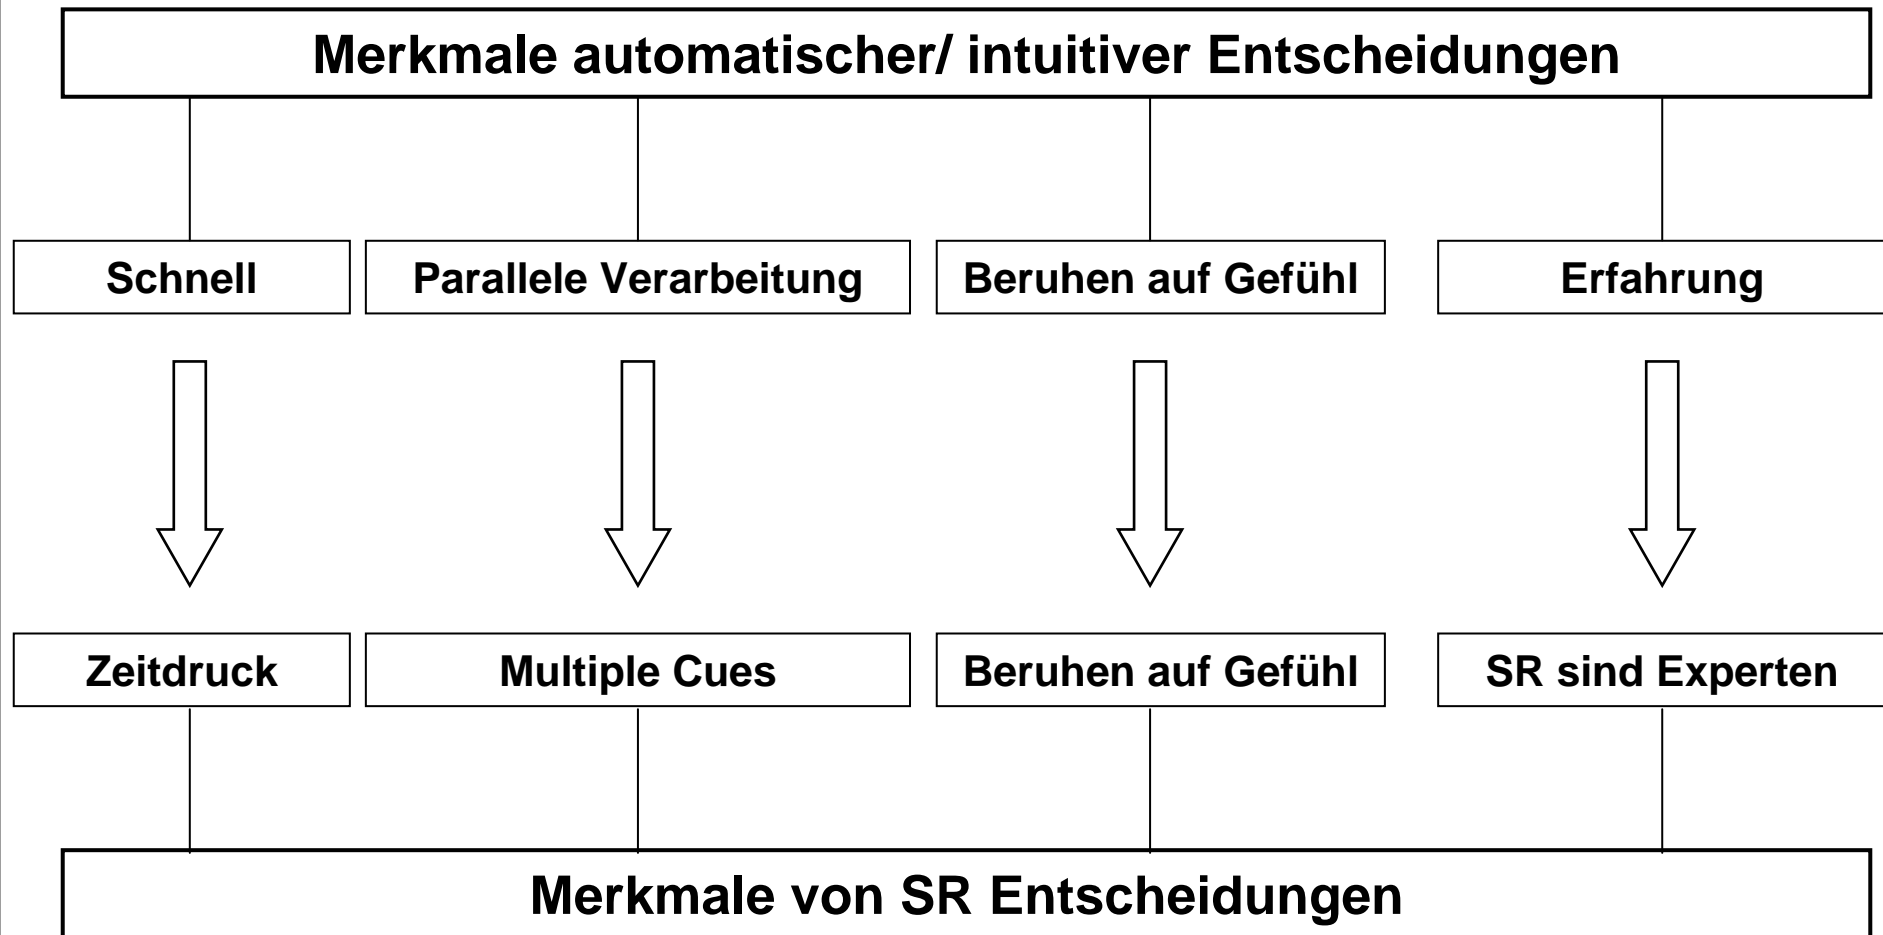 Merkmale automatischer/ intuitiver Entscheidungen
Schnell
Parallele Verarbeitung
Beruhen auf Gefühl
Erfahrung
Zeitdruck
Multiple Cues
Beruhen auf Gefühl
SR sind Experten
Merkmale von SR Entscheidungen